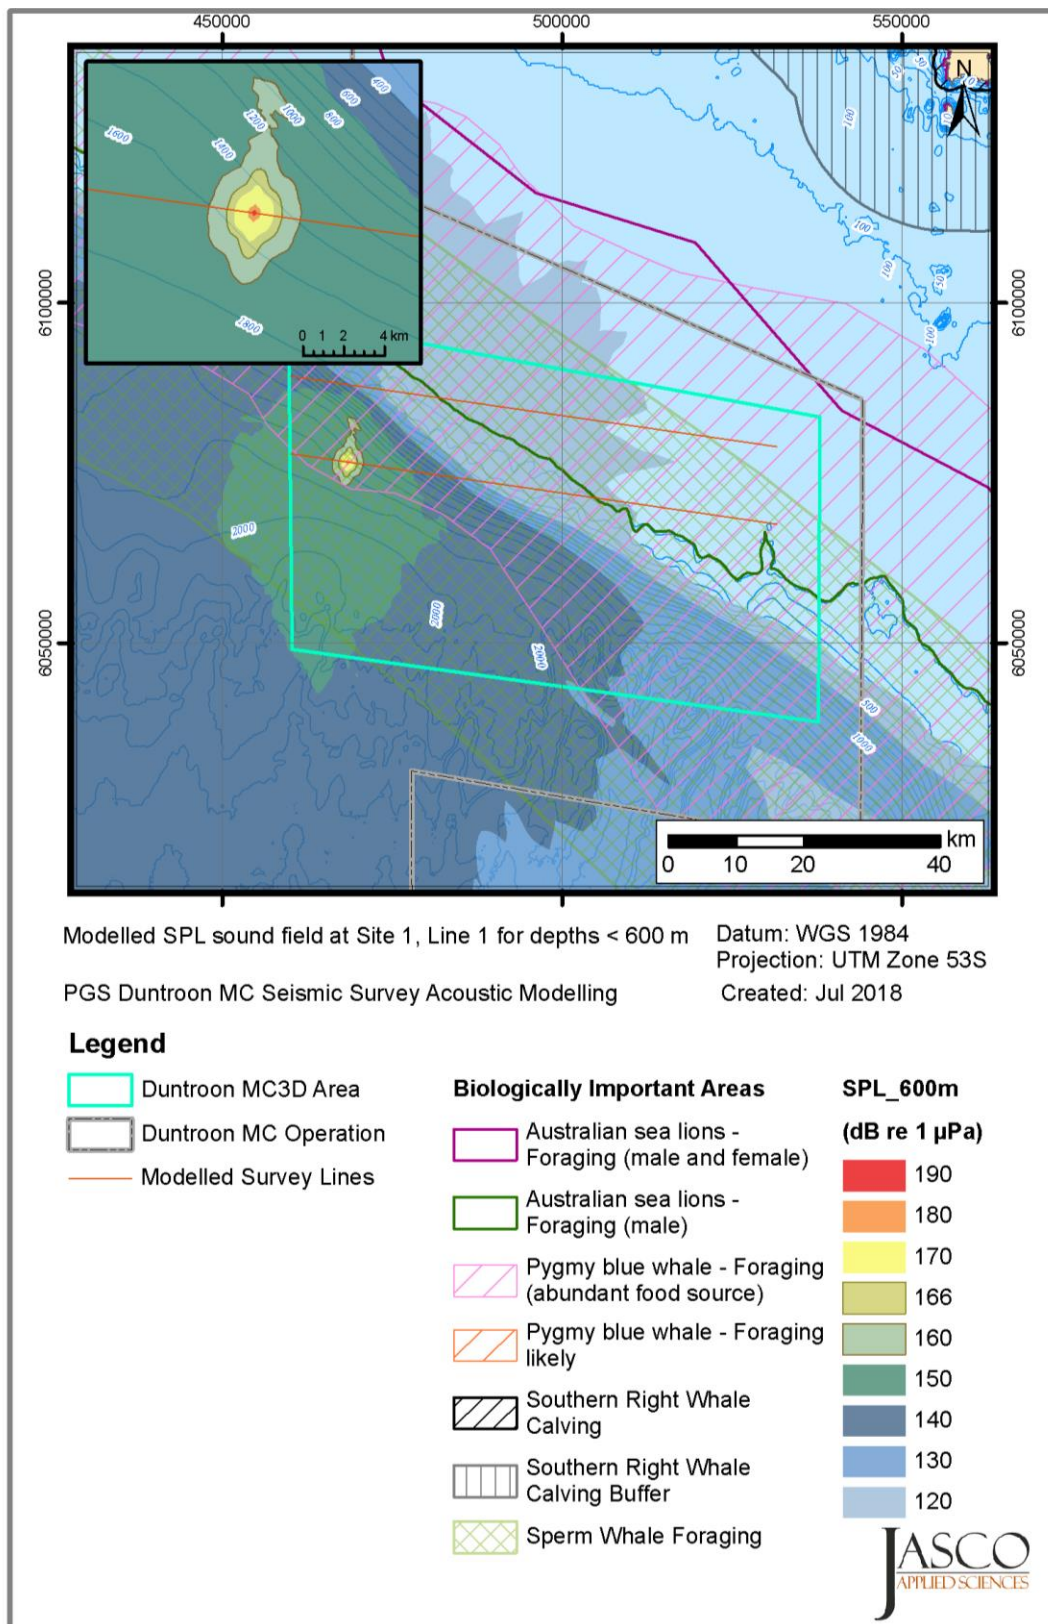 450000
500000
550000
400
600
800
1000
1200
1400
1600
1800
0 2 4 km
50
50
N
100
100
100
100
50
100
6100000
6100000
2000
2000
2000
6050000
6050000
500
1000
km
0 10 20 40
Modelled SPL sound field at Site 1, Line 1 for depths < 600 m
Datum: WGS 1984
Projection: UTM Zone 53S
PGS Duntroon MC Seismic Survey Acoustic Modelling
Created: Jul 2018
Legend
Duntroon MC3D Area
Duntroon MC Operation
Modelled Survey Lines
Biologically Important Areas
Australian sea lions -
Foraging (male and female)
Australian sea lions -
Foraging (male)
Pygmy blue whale - Foraging
(abundant food source)
Pygmy blue whale - Foraging
likely
Southern Right Whale
Calving
Southern Right Whale
Calving Buffer
Sperm Whale Foraging
SPL_600m
(dB re 1 µPa)
190
180
170
166
160
150
140
130
120
JASCO
APPLIED SCIENCES